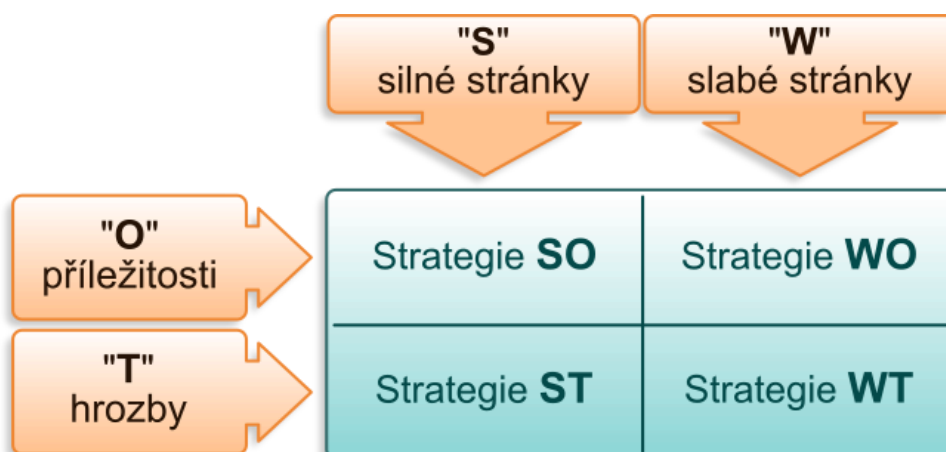 "S"
silné stránky
"W"
slabé stránky
"O"
příležitosti
Strategie SO
Strategie WO
"T"
hrozby
Strategie ST
Strategie WT